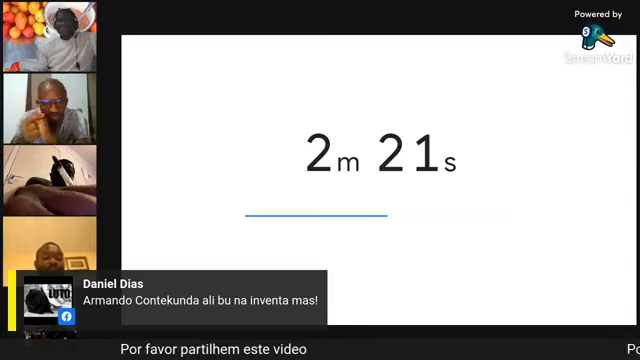 Powered by
StreamYard
2m 21s
Daniel Dias
LUTO
Armando Contekunda ali bu na inventa mas!
Por favor partilhem este video
Po